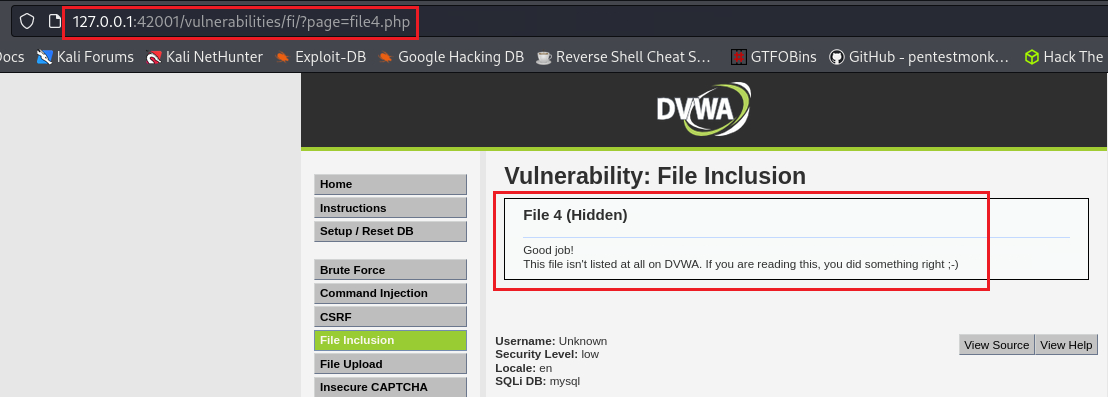 127.0.0.1:42001/vulnerabilities/fi/?page=file4.php
Docs Kali Forums Kali NetHunter Exploit-DB Google Hacking DB Reverse Shell Cheat S… GTFOBins GitHub - pentestmonk… Hack The
DVWA
Vulnerability: File Inclusion
Home
Instructions
Setup / Reset DB
Brute Force
Command Injection
CSRF
File Inclusion
File Upload
Insecure CAPTCHA
File 4 (Hidden)
Good job!
This file isn't listed at all on DVWA. If you are reading this, you did something right ;-)
Username: Unknown
Security Level: low
Locale: en
SQLi DB: mysql
View Source View Help